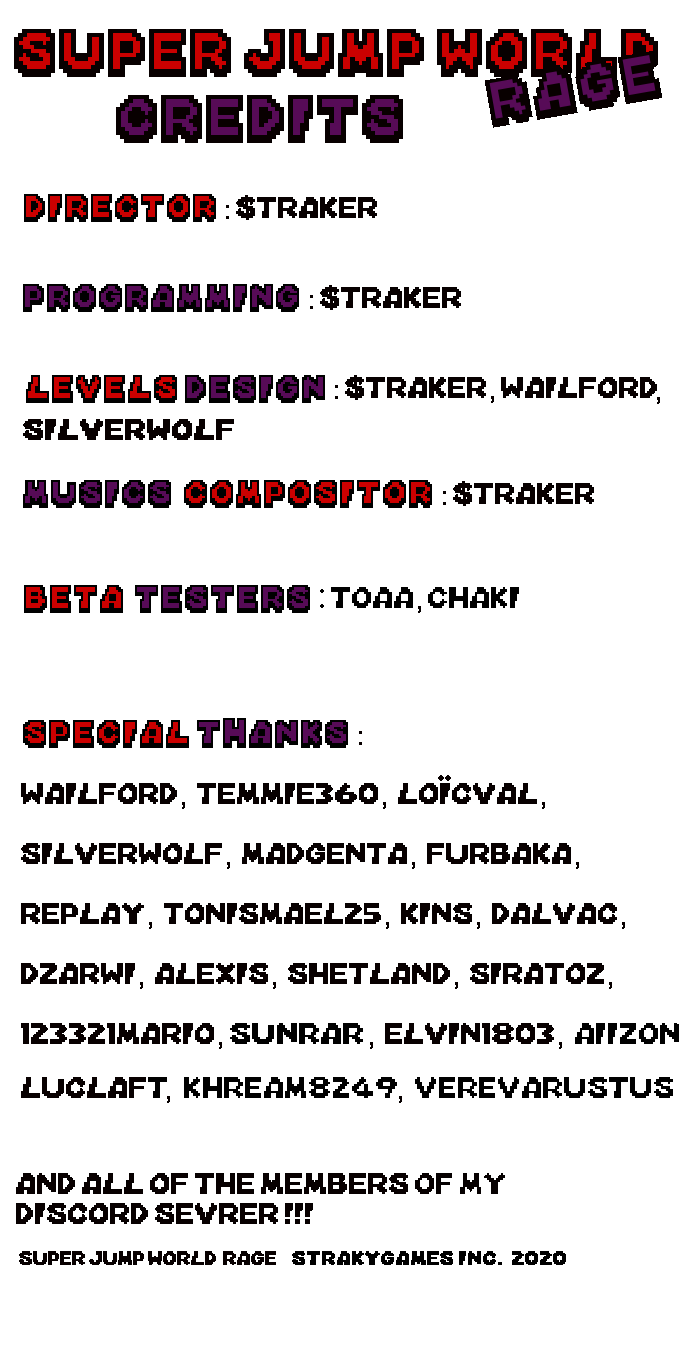 SUPER JUMP WORLD
RAGE
CREDITS
DIRECTOR : $TRAKER
PROGRAMMING : $TRAKER
LEVELS DESIGN : $TRAKER, WAILFORD,
SILVERWOLF
MUSICS COMPOSITOR : $TRAKER
BETA TESTERS : TOAA, CHAKI
SPECIAL THANKS :
WAILFORD, TEMMIE360, LOÏCVAL,
SILVERWOLF, MADGENTA, FURBAKA,
REPLAY, TONISMAEL25, KINS, DALVAC,
DZARWI, ALEXIS, SHETLAND, SIRATOZ,
123321MARIO, SUNRAR, ELVIN1803, AIIZON
LUCLAFT, KHREAM8249, VEREVARUSTUS
AND ALL OF THE MEMBERS OF MY
DISCORD SEVRER !!!
SUPER JUMP WORLD RAGE STRAKYGAMES INC. 2020